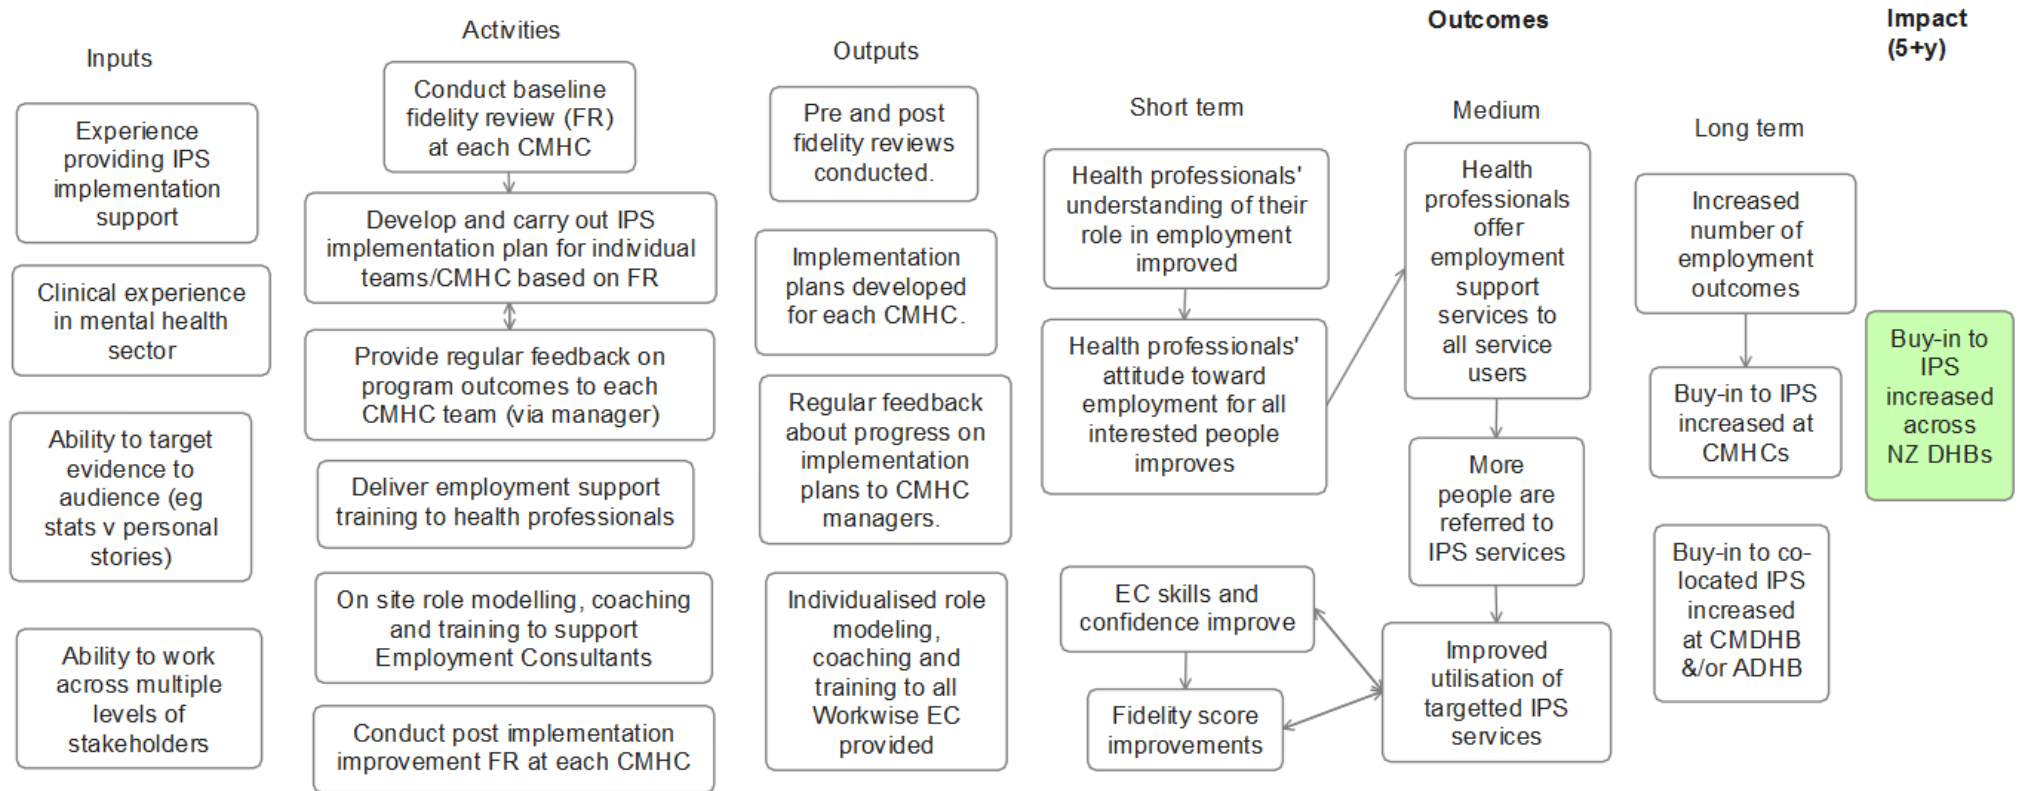 Inputs
Experience
providing IPS
implementation
support
Clinical experience
in mental health
sector
Ability to target
evidence to
audience (eg
stats v personal
stories)
Ability to work
across multiple
levels of
stakeholders
Activities
Conduct baseline
fidelity review (FR)
at each CMHC
Develop and carry out IPS
implementation plan for individual
teams/CMHC based on FR
Provide regular feedback on
program outcomes to each
CMHC team (via manager)
Deliver employment support
training to health professionals
On site role modelling, coaching
and training to support
Employment Consultants
Conduct post implementation
improvement FR at each CMHC
Outputs
Pre and post
fidelity reviews
conducted.
Implementation
plans developed
for each CMHC.
Regular feedback
about progress on
implementation
plans to CMHC
managers.
Individualised role
modeling,
coaching and
training to all
Workwise EC
provided
Outcomes
Short term
Health professionals'
understanding of their
role in employment
improved
Health professionals'
attitude toward
employment for all
interested people
improves
EC skills and
confidence improve
Fidelity score
improvements
Medium
Health
professionals
offer
employment
support
services to
all service
users
More
people are
referred to
IPS services
Improved
utilisation of
targetted IPS
services
Long term
Increased
number of
employment
outcomes
Buy-in to IPS
increased at
CMHCs
Buy-in to co-
located IPS
increased
at CMDHB
&/or ADHB
Impact
(5+y)
Buy-in to
IPS
increased
across
NZ DHBs